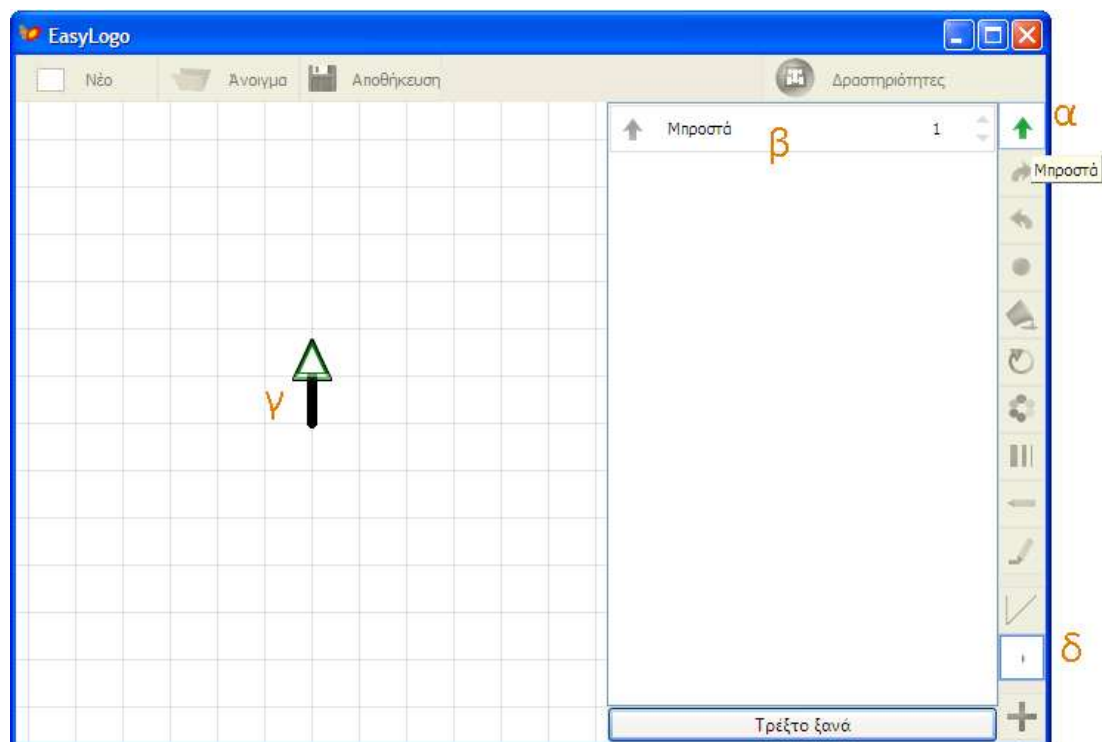 EasyLogo
Νέο Άνοιγμα Αποθήκευση Δραστηριότητες
Μπροστά 1
α
β
Μπροστά
γ
δ
Τρέξτο ξανά